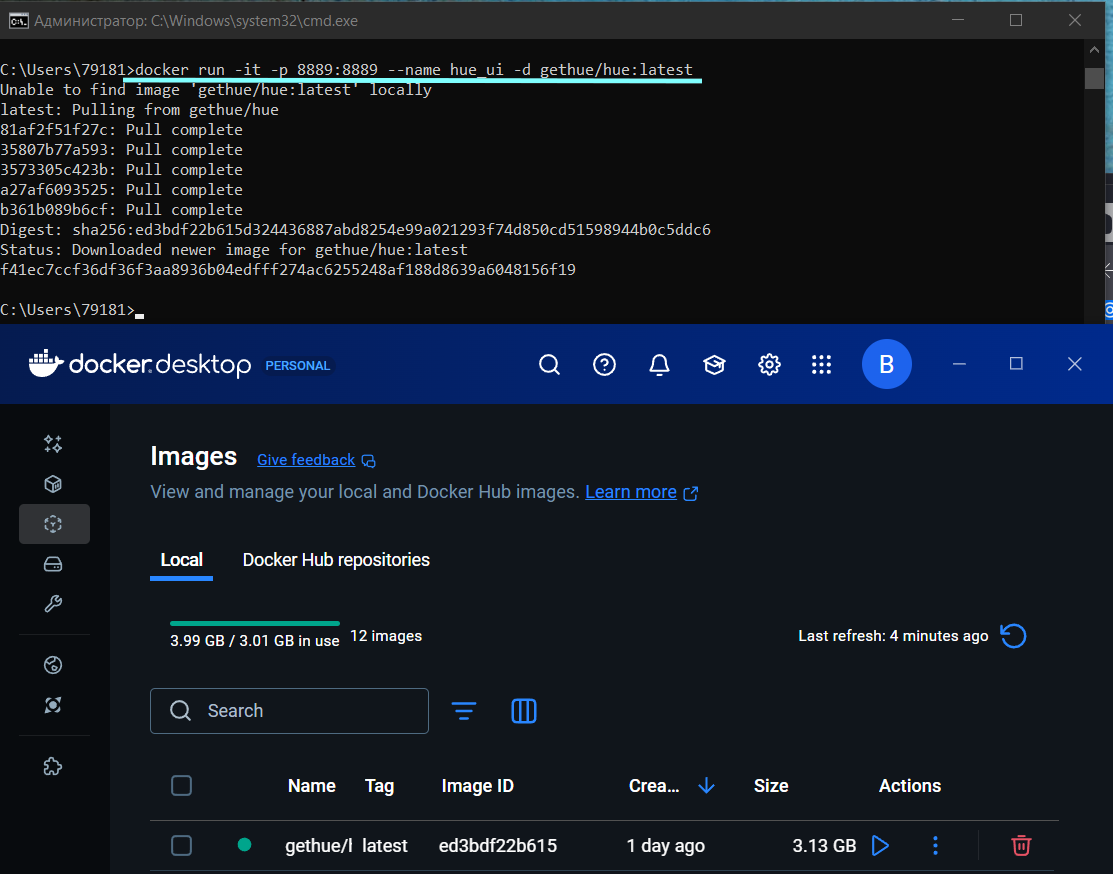 Администратор: C:\Windows\system32\cmd.exe
C:\Users\79181>docker run -it -p 8889:8889 --name hue_ui -d gethue/hue:latest
Unable to find image 'gethue/hue:latest' locally
latest: Pulling from gethue/hue
81af2f51f27c: Pull complete
35807b77a593: Pull complete
3573305c423b: Pull complete
a27af6093525: Pull complete
b361b089b6cf: Pull complete
Digest: sha256:ed3bdf22b615d324436887abd8254e99a021293f74d850cd51598944b0c5ddc6
Status: Downloaded newer image for gethue/hue:latest
f41ec7ccf36df36f3aa8936b04edfff274ac6255248af188d8639a6048156f19
C:\Users\79181>
docker desktop PERSONAL B
Images Give feedback
View and manage your local and Docker Hub images. Learn more
Local Docker Hub repositories
3.99 GB / 3.01 GB in use 12 images Last refresh: 4 minutes ago
Search
Name Tag Image ID Crea... Size Actions
gethue/l latest ed3bdf22b615 1 day ago 3.13 GB